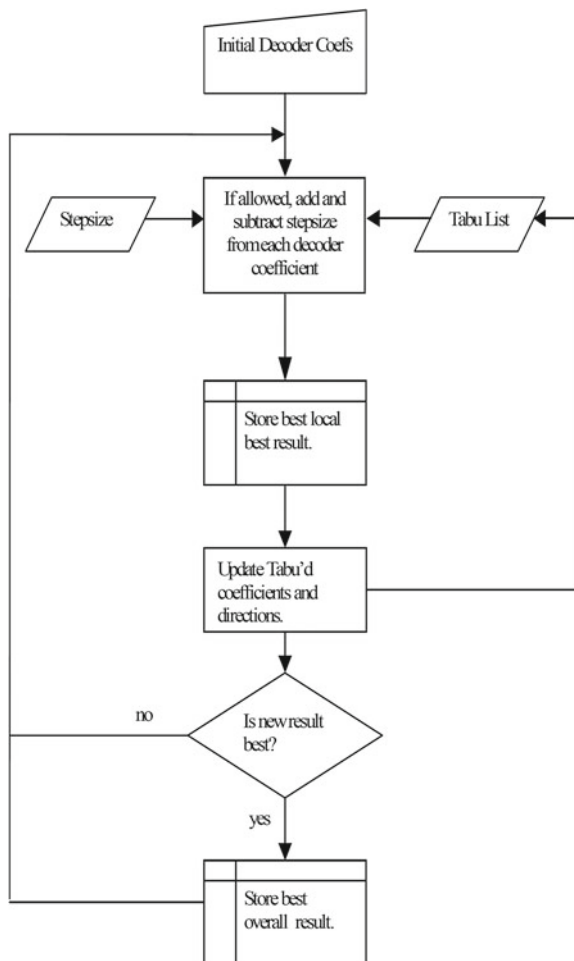 Initial Decoder Coefs
If allowed, add and
subtract stepsize
from each decoder
coefficient
Stepsize
Tabu List
Store best local
best result.
Update Tabu'd
coefficients and
directions.
no
Is new result
best?
yes
Store best
overall result.